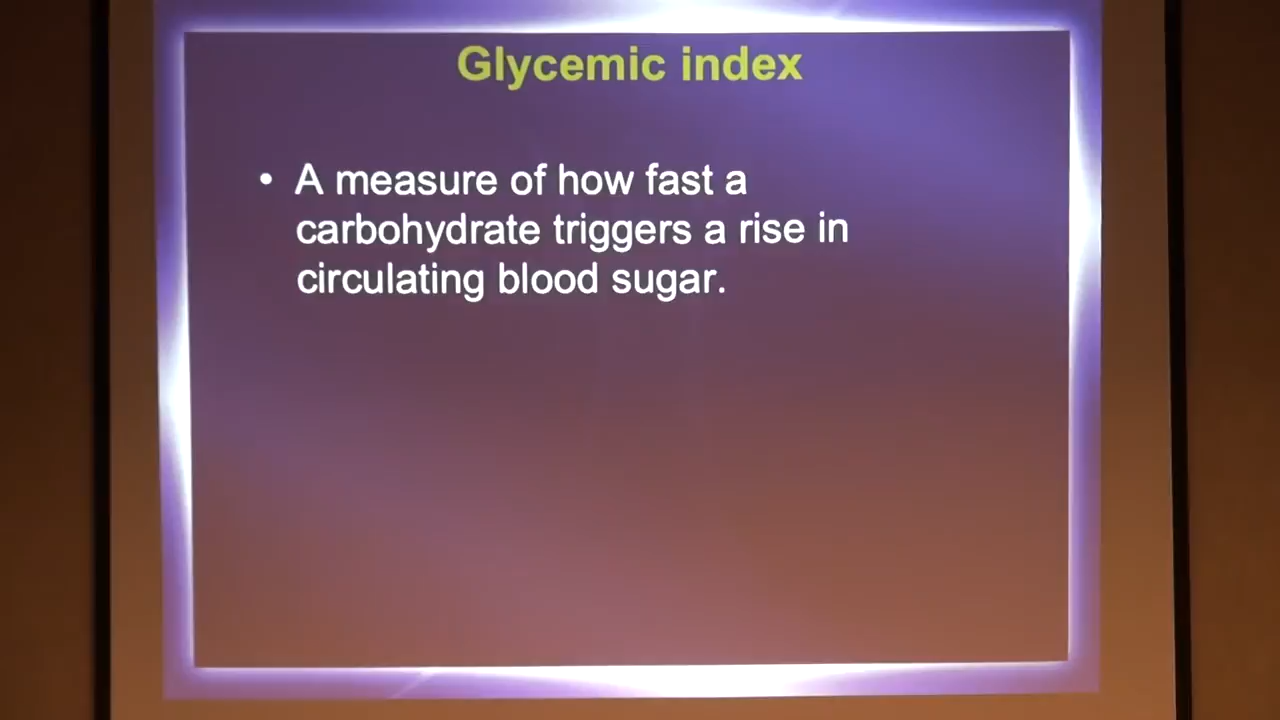 Glycemic index
• A measure of how fast a
carbohydrate triggers a rise in
circulating blood sugar.